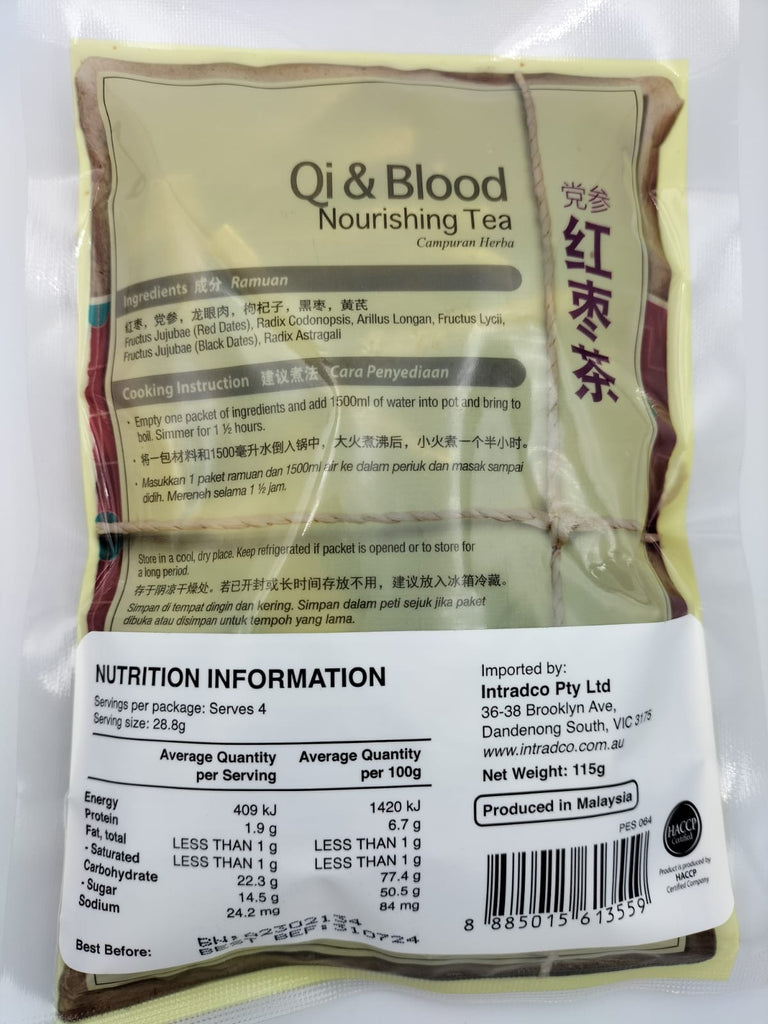 Qi & Blood
Nourishing Tea
Campuran Herba
党参
红枣茶
Ingredients 成分 Ramuan
红枣，党参，龙眼肉，枸杞子，黑枣，黄芪
Fructus Jujubae (Red Dates), Radix Codonopsis, Arillus Longan, Fructus Lycii,
Fructus Jujubae (Black Dates), Radix Astragali
Cooking Instruction 建议煮法 Cara Penyediaan
· Empty one packet of ingredients and add 1500ml of water into pot and bring to
boil. Simmer for 1 ½ hours.
· 将一包材料和1500毫升水倒入锅中，大火煮沸后，小火煮一个半小时。
· Masukkan 1 paket ramuan dan 1500ml air ke dalam periuk dan masak sampai
didih. Mereneh selama 1 ½ jam.
Store in a cool, dry place. Keep refrigerated if packet is opened or to store for
a long period.
存于阴凉干燥处。若已开封或长时间存放不用，建议放入冰箱冷藏。
Simpan di tempat dingin dan kering. Simpan dalam peti sejuk jika paket
dibuka atau disimpan untuk tempoh yang lama.
NUTRITION INFORMATION
Servings per package: Serves 4
Serving size: 28.8g
Average Quantity Average Quantity
per Serving per 100g
Energy 409 kJ 1420 kJ
Protein 1.9 g 6.7 g
Fat, total LESS THAN 1 g LESS THAN 1 g
- Saturated LESS THAN 1 g LESS THAN 1 g
Carbohydrate 22.3 g 77.4 g
- Sugar 14.5 g 50.5 g
Sodium 24.2 mg 84 mg
Best Before:
BN:A2302134
BEST BEF:310724
Imported by:
Intradco Pty Ltd
36-38 Brooklyn Ave,
Dandenong South, VIC 3175
www.intradco.com.au
Net Weight: 115g
Produced in Malaysia
PES 064
HACCP
Certified
Product is produced by
HACCP
Certified Company
8 885015 613559